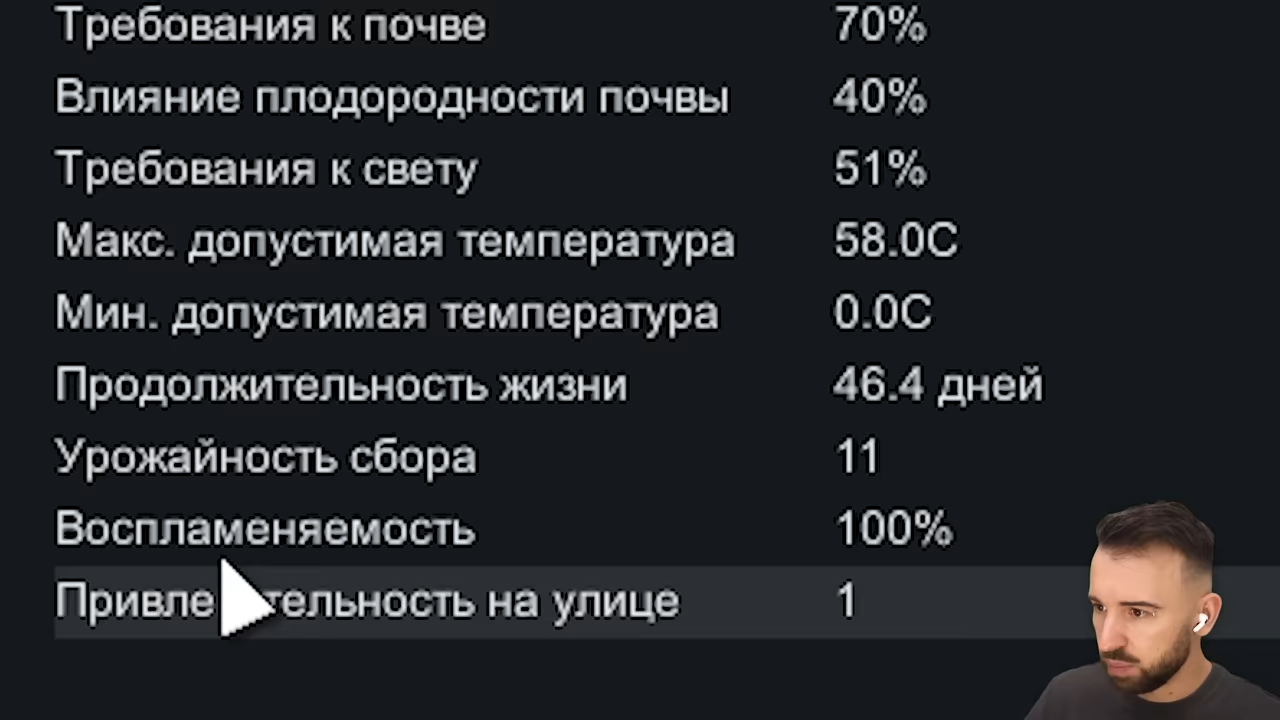 Требования к почве 70%
Влияние плодородности почвы 40%
Требования к свету 51%
Макс. допустимая температура 58.0C
Мин. допустимая температура 0.0C
Продолжительность жизни 46.4 дней
Урожайность сбора 11
Воспламеняемость 100%
Привлекательность на улице 1